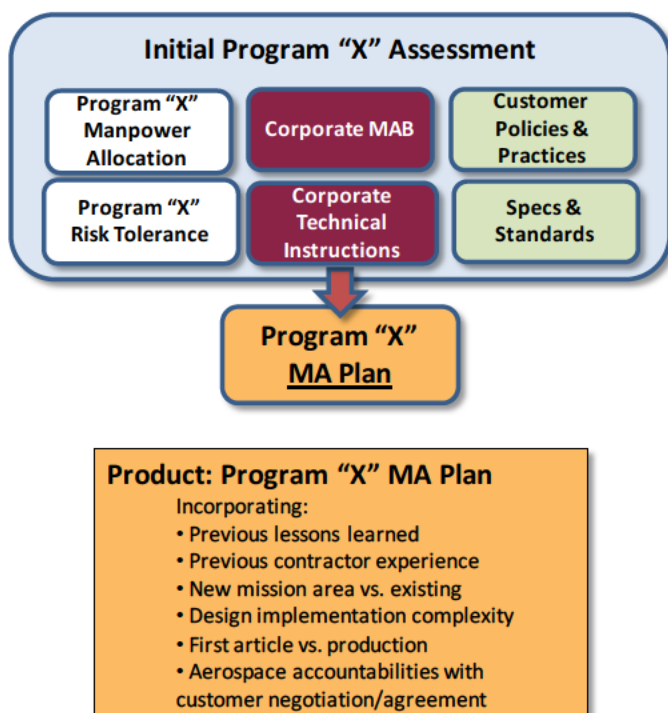 Initial Program “X” Assessment
Program “X”
Manpower
Allocation
Corporate MAB
Customer
Policies &
Practices
Program “X”
Risk Tolerance
Corporate
Technical
Instructions
Specs &
Standards
Program “X”
MA Plan
Product: Program “X” MA Plan
Incorporating:
• Previous lessons learned
• Previous contractor experience
• New mission area vs. existing
• Design implementation complexity
• First article vs. production
• Aerospace accountabilities with
customer negotiation/agreement